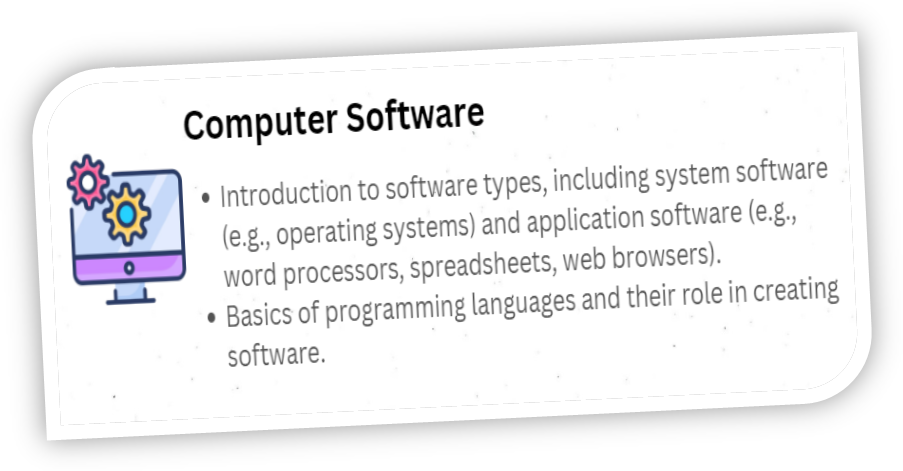 Computer Software
• Introduction to software types, including system software
(e.g., operating systems) and application software (e.g.,
word processors, spreadsheets, web browsers).
• Basics of programming languages and their role in creating
software.